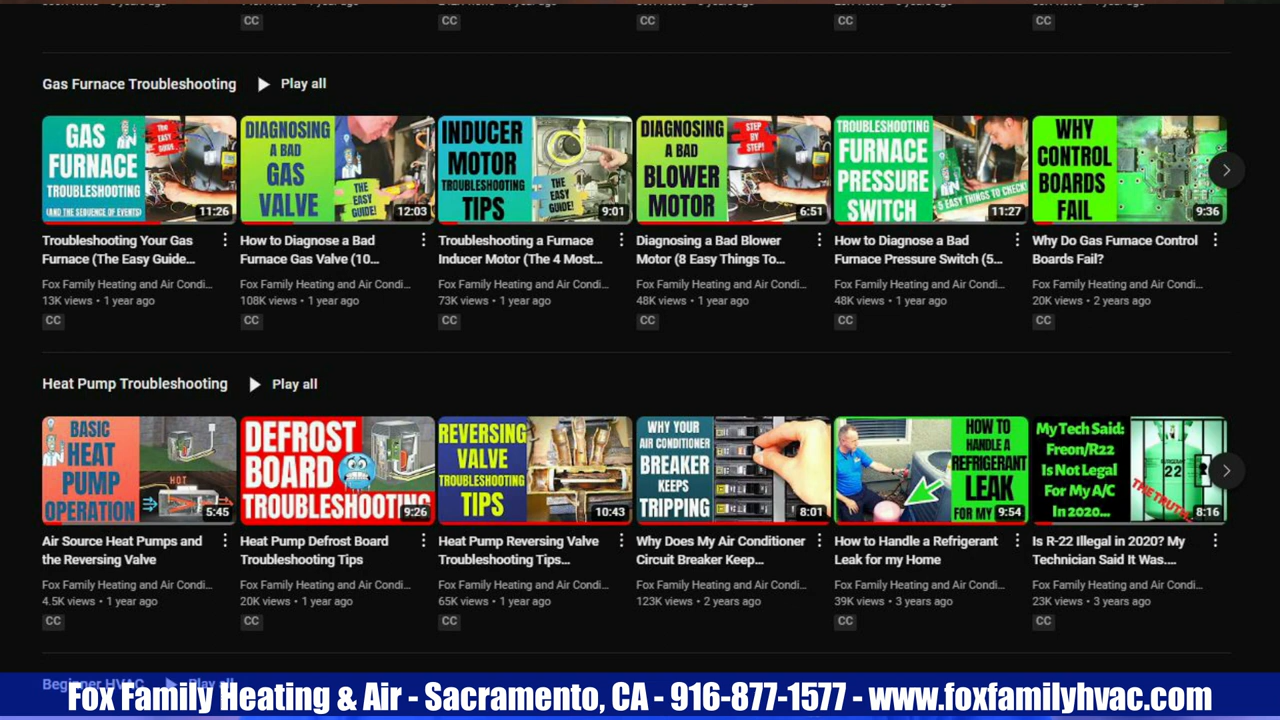 CC CC CC CC CC
Gas Furnace Troubleshooting Play all
GAS
FURNACE
TROUBLESHOOTING
(AND THE SEQUENCE OF EVENTS)
The
EASY
GUIDE
11:26
DIAGNOSING
A BAD
GAS
VALVE
THE
EASY
GUIDE!
12:03
INDUCER
MOTOR
TROUBLESHOOTING
TIPS
THE
EASY
GUIDE!
9:01
DIAGNOSING
A BAD
BLOWER
MOTOR
STEP
BY
STEP!
6:51
TROUBLESHOOTING
FURNACE
PRESSURE
SWITCH
5 EASY THINGS TO CHECK!
11:27
WHY
CONTROL
BOARDS
FAIL
9:36
Troubleshooting Your Gas
Furnace (The Easy Guide...
Fox Family Heating and Air Condi...
13K views • 1 year ago
CC
How to Diagnose a Bad
Furnace Gas Valve (10...
Fox Family Heating and Air Condi...
108K views • 1 year ago
CC
Troubleshooting a Furnace
Inducer Motor (The 4 Most...
Fox Family Heating and Air Condi...
73K views • 1 year ago
CC
Diagnosing a Bad Blower
Motor (8 Easy Things To...
Fox Family Heating and Air Condi...
48K views • 1 year ago
CC
How to Diagnose a Bad
Furnace Pressure Switch (5...
Fox Family Heating and Air Condi...
48K views • 1 year ago
CC
Why Do Gas Furnace Control
Boards Fail?
Fox Family Heating and Air Condi...
20K views • 2 years ago
CC
Heat Pump Troubleshooting Play all
BASIC
HEAT
PUMP
OPERATION
HOT
5:45
DEFROST
BOARD
TROUBLESHOOTING
9:26
REVERSING
VALVE
TROUBLESHOOTING
TIPS
10:43
WHY YOUR
AIR CONDITIONER
BREAKER
KEEPS
TRIPPING
8:01
HOW TO
HANDLE A
REFRIGERANT
LEAK
FOR MY
9:54
My Tech Said:
Freon/R22
Is Not Legal
For My A/C
In 2020...
22
THE TRUTH
8:16
Air Source Heat Pumps and
the Reversing Valve
Fox Family Heating and Air Condi...
4.5K views • 1 year ago
CC
Heat Pump Defrost Board
Troubleshooting Tips
Fox Family Heating and Air Condi...
20K views • 1 year ago
CC
Heat Pump Reversing Valve
Troubleshooting Tips...
Fox Family Heating and Air Condi...
65K views • 1 year ago
CC
Why Does My Air Conditioner
Circuit Breaker Keep...
Fox Family Heating and Air Condi...
123K views • 2 years ago
How to Handle a Refrigerant
Leak for my Home
Fox Family Heating and Air Condi...
39K views • 3 years ago
CC
Is R-22 Illegal in 2020? My
Technician Said It Was....
Fox Family Heating and Air Condi...
23K views • 3 years ago
CC
Beginner HVAC Play all
Fox Family Heating & Air - Sacramento, CA - 916-877-1577 - www.foxfamilyhvac.com